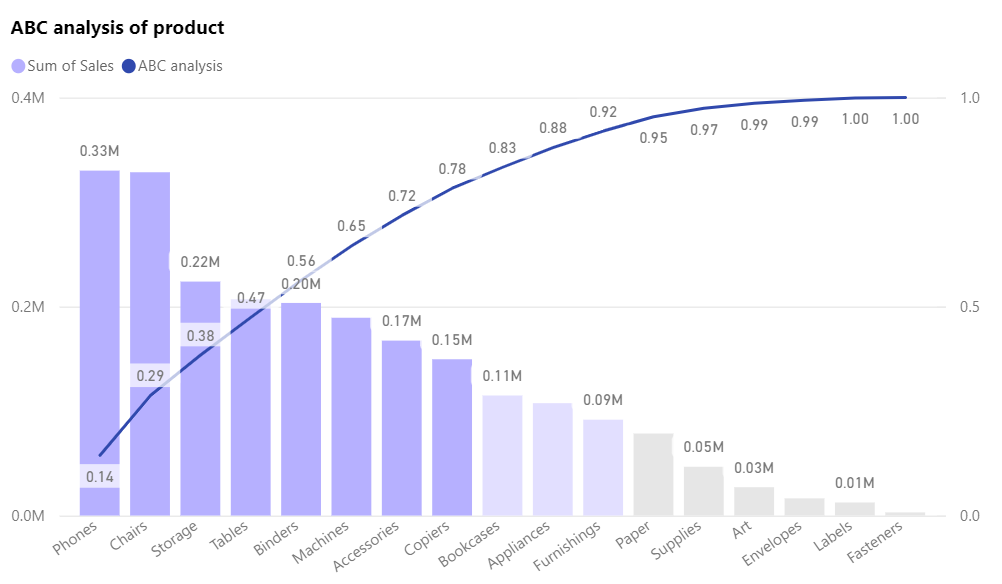 ABC analysis of product
Sum of Sales ABC analysis
0.4M
0.2M
0.0M
1.0
0.5
0.0
0.33M
0.22M
0.20M
0.17M
0.15M
0.11M
0.09M
0.05M
0.03M
0.01M
0.14
0.29
0.38
0.47
0.56
0.65
0.72
0.78
0.83
0.88
0.92
0.95
0.97
0.99
0.99
1.00
1.00
Phones
Chairs
Storage
Tables
Binders
Machines
Accessories
Copiers
Bookcases
Appliances
Furnishings
Paper
Supplies
Art
Envelopes
Labels
Fasteners